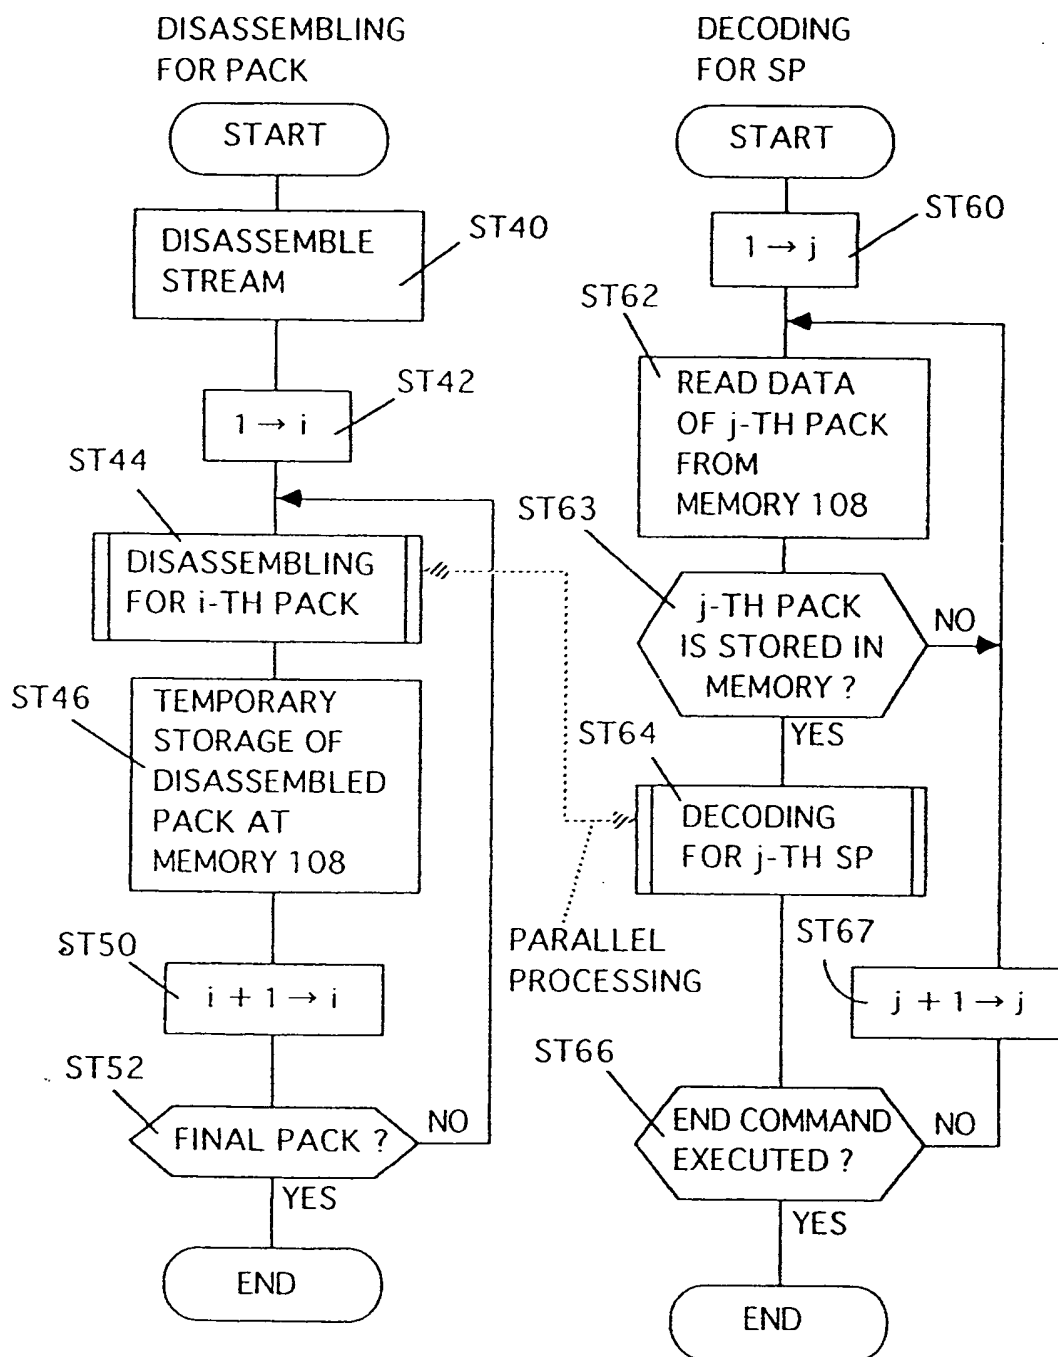 DISASSEMBLING
FOR PACK
START
ST40
DISASSEMBLE
STREAM
ST42
1 → i
ST44
DISASSEMBLING
FOR i-TH PACK
ST46
TEMPORARY
STORAGE OF
DISASSEMBLED
PACK AT
MEMORY 108
ST50
i + 1 → i
ST52
FINAL PACK ?
NO
YES
END
DECODING
FOR SP
START
ST60
1 → j
ST62
READ DATA
OF j-TH PACK
FROM
MEMORY 108
ST63
j-TH PACK
IS STORED IN
MEMORY ?
NO
YES
ST64
DECODING
FOR j-TH SP
PARALLEL
PROCESSING
ST67
j + 1 → j
ST66
END COMMAND
EXECUTED ?
NO
YES
END